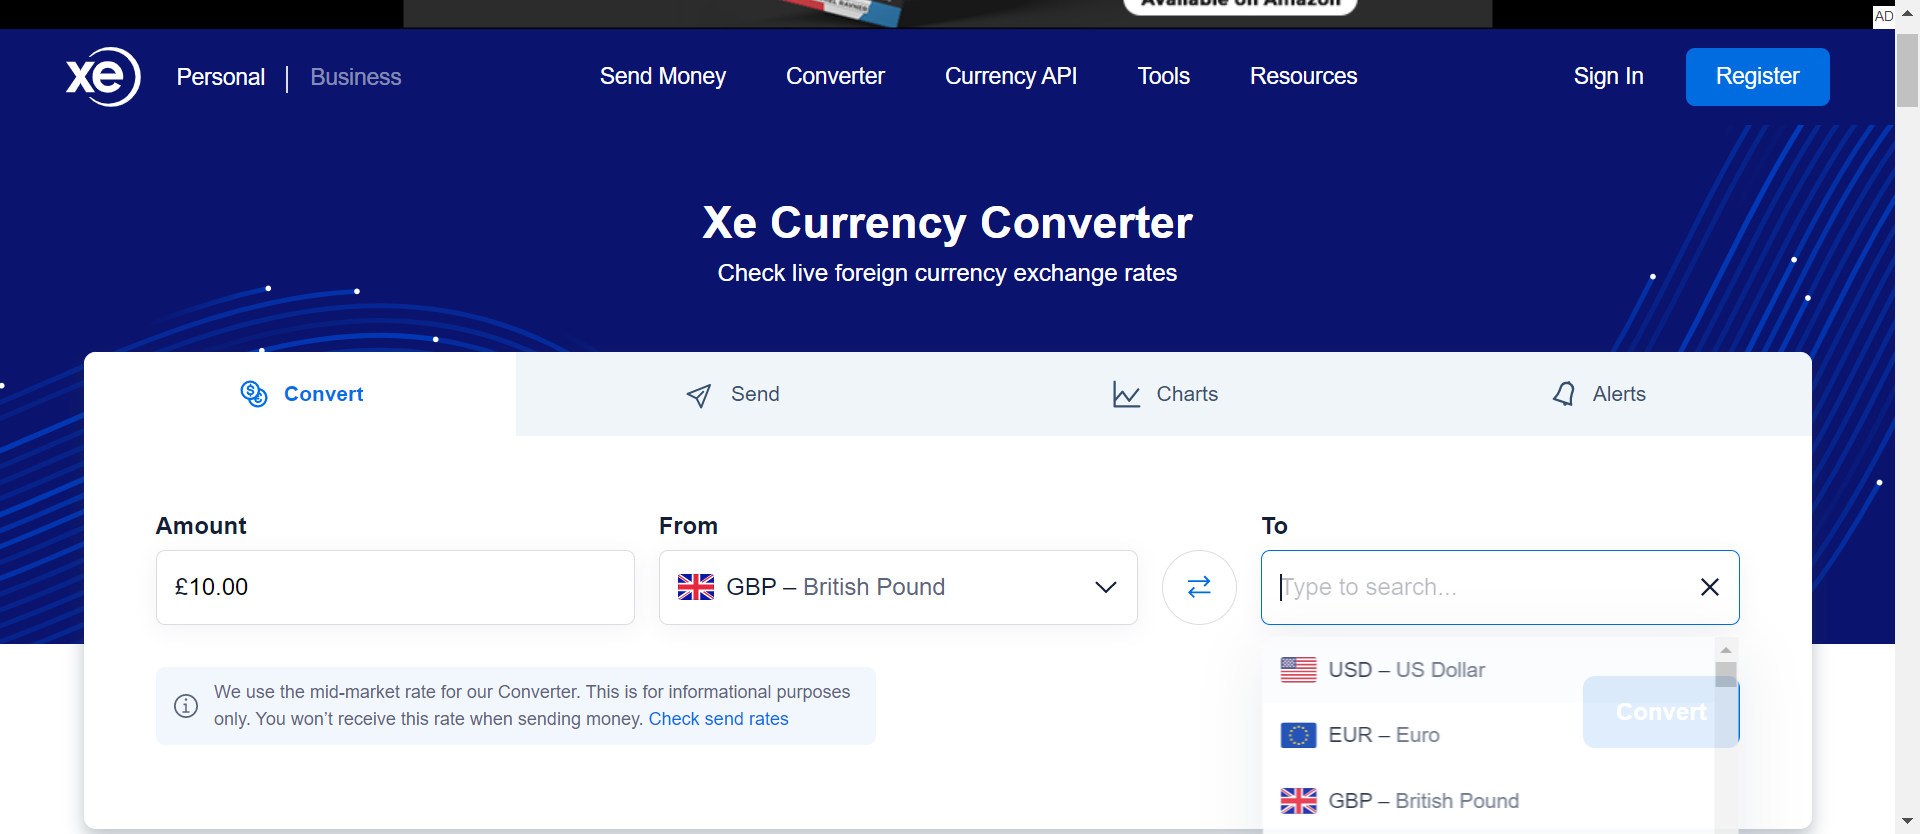 Available on Amazon
AD
xe Personal | Business Send Money Converter Currency API Tools Resources Sign In Register
Xe Currency Converter
Check live foreign currency exchange rates
Convert Send Charts Alerts
Amount From To
£10.00 GBP – British Pound Type to search...
We use the mid-market rate for our Converter. This is for informational purposes
only. You won’t receive this rate when sending money. Check send rates
USD – US Dollar
Convert
EUR – Euro
GBP – British Pound